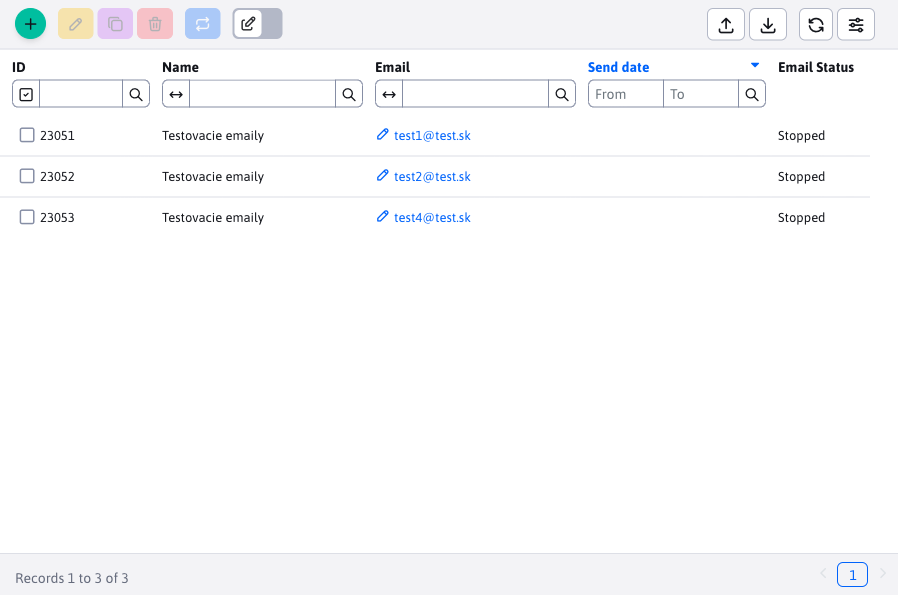 ID Name Email Send date Email Status
From To
23051 Testovacie emaily test1@test.sk Stopped
23052 Testovacie emaily test2@test.sk Stopped
23053 Testovacie emaily test4@test.sk Stopped
Records 1 to 3 of 3 1